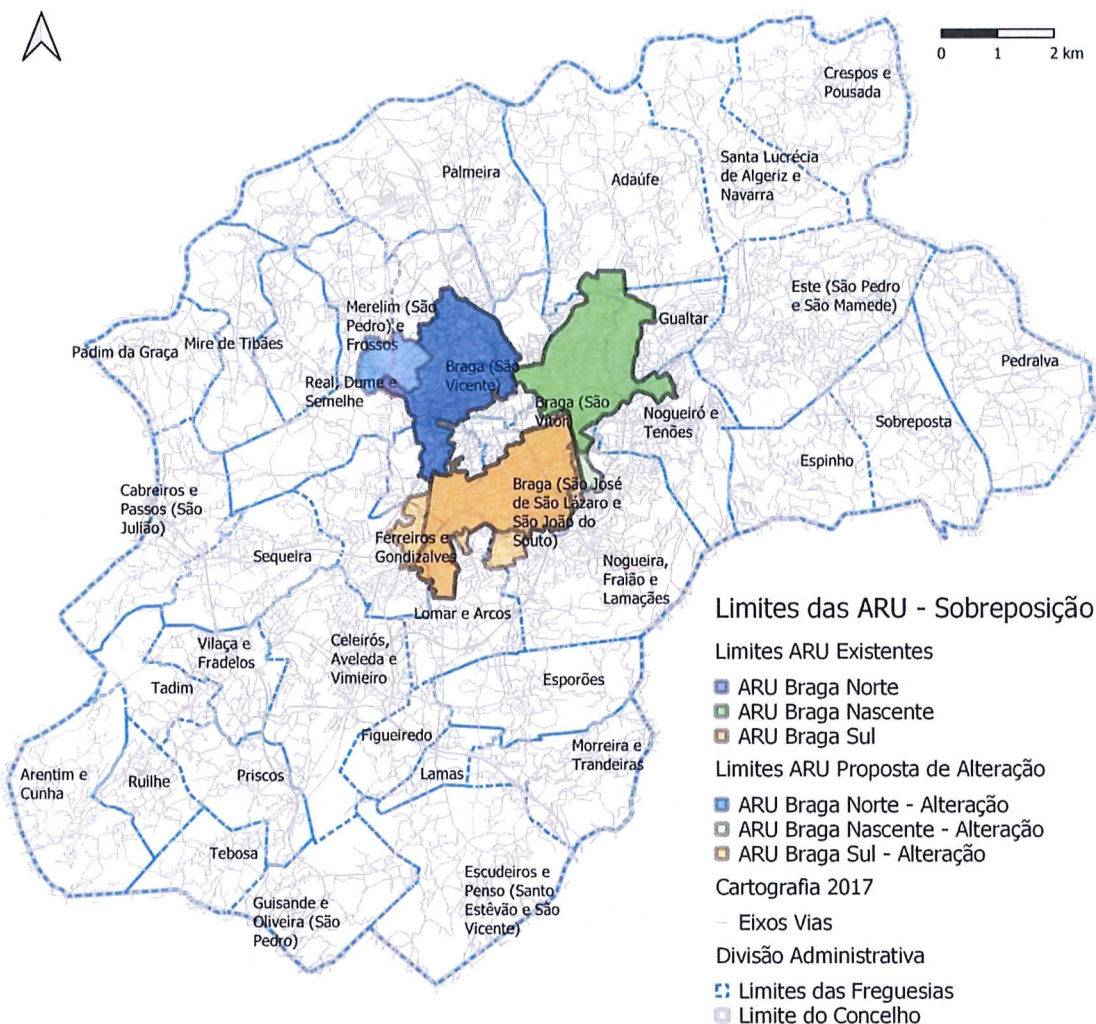 0 1 2 km
Crespos e
Pousada
Palmeira
Adaúfe
Santa Lucrécia
de Algeriz e
Navarra
Este (São Pedro
e São Mamede)
Merelim (São
Pedro) e
Frossos
Gualtar
Padim da Graça
Mire de Tibães
Pedralva
Real, Dume e
Semelhe
Braga (São
Vicente)
Braga (São
Vítor)
Nogueiró e
Tenões
Sobreposta
Espinho
Cabreiros e
Passos (São
Julião)
Braga (São José
de São Lázaro e
São João do
Souto)
Ferreiros e
Gondizalves
Sequeira
Nogueira,
Fraião e
Lamaçães
Lomar e Arcos
Vilaça e
Fradelos
Celeirós,
Aveleda e
Vimieiro
Tadim
Esporões
Figueiredo
Morreira e
Trandeiras
Arentim e
Cunha
Ruilhe
Priscos
Lamas
Tebosa
Escudeiros e
Penso (Santo
Estêvão e São
Vicente)
Guisande e
Oliveira (São
Pedro)
Limites das ARU - Sobreposição
Limites ARU Existentes
ARU Braga Norte
ARU Braga Nascente
ARU Braga Sul
Limites ARU Proposta de Alteração
ARU Braga Norte - Alteração
ARU Braga Nascente - Alteração
ARU Braga Sul - Alteração
Cartografia 2017
Eixos Vias
Divisão Administrativa
Limites das Freguesias
Limite do Concelho